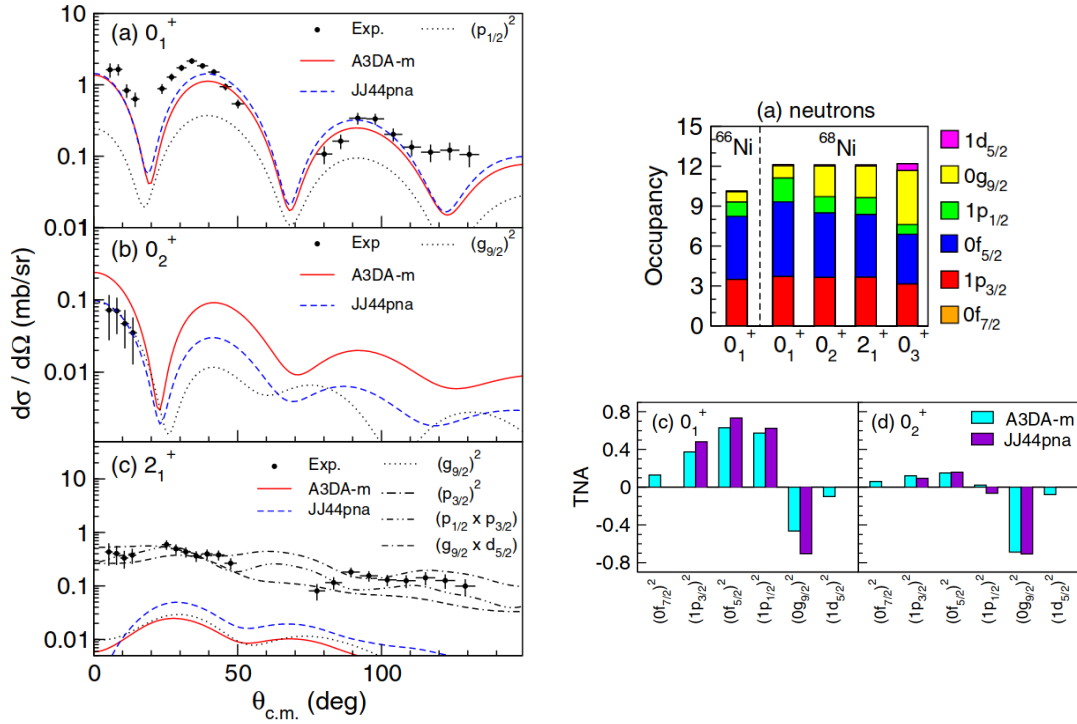 (a) 0₁⁺
Exp.
(p₁/₂)²
A3DA-m
JJ44pna
10
1
0.1
0.01
(b) 0₂⁺
Exp
(g₉/₂)²
A3DA-m
JJ44pna
0.1
0.01
(c) 2₁⁺
Exp.
A3DA-m
JJ44pna
(g₉/₂)²
(p₃/₂)²
(p₁/₂ x p₃/₂)
(g₉/₂ x d₅/₂)
10
1
0.1
0.01
dσ / dΩ (mb/sr)
0 50 100
θc.m. (deg)
(a) neutrons
⁶⁶Ni ⁶⁸Ni
15
12
9
6
3
0
Occupancy
0₁⁺ 0₁⁺ 0₂⁺ 2₁⁺ 0₃⁺
1d₅/₂
0g₉/₂
1p₁/₂
0f₅/₂
1p₃/₂
0f₇/₂
(c) 0₁⁺
(d) 0₂⁺
A3DA-m
JJ44pna
0.8
0.4
0
-0.4
-0.8
TNA
(0f₇/₂)² (1p₃/₂)² (0f₅/₂)² (1p₁/₂)² (0g₉/₂)² (1d₅/₂)²
(0f₇/₂)² (1p₃/₂)² (0f₅/₂)² (1p₁/₂)² (0g₉/₂)² (1d₅/₂)²